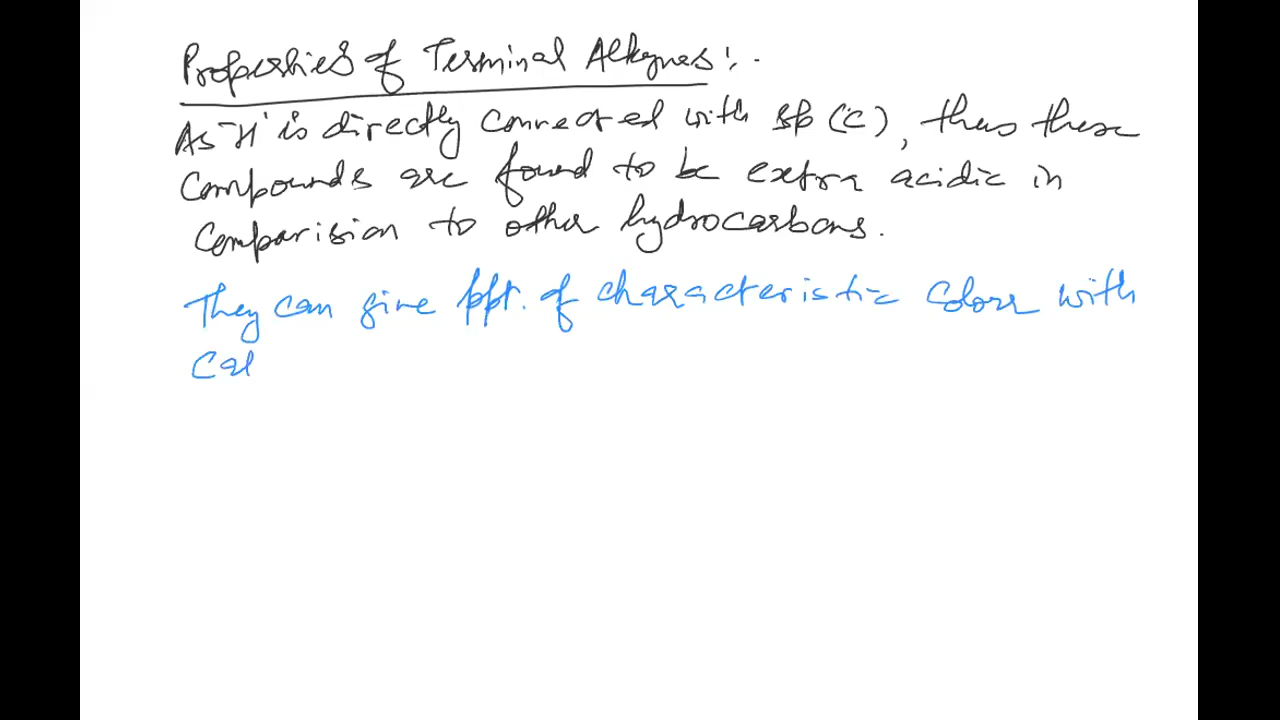 Properties of Terminal Alkynes :-
As 'H' is directly connected with sp (C), thus these
compounds are found to be extra acidic in
comparision to other hydrocarbons.
They can give ppt. of characteristic color with
Cal